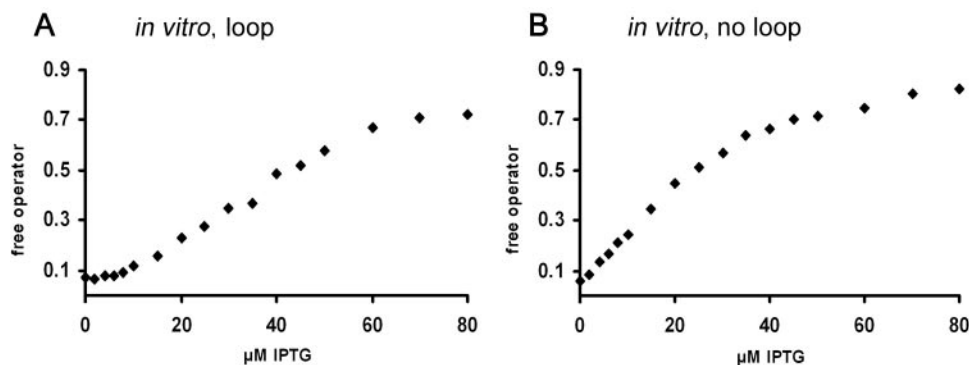 A in vitro, loop
0.9
0.7
0.5
0.3
0.1
free operator
0 20 40 60 80
µM IPTG
B in vitro, no loop
0.9
0.7
0.5
0.3
0.1
free operator
0 20 40 60 80
µM IPTG